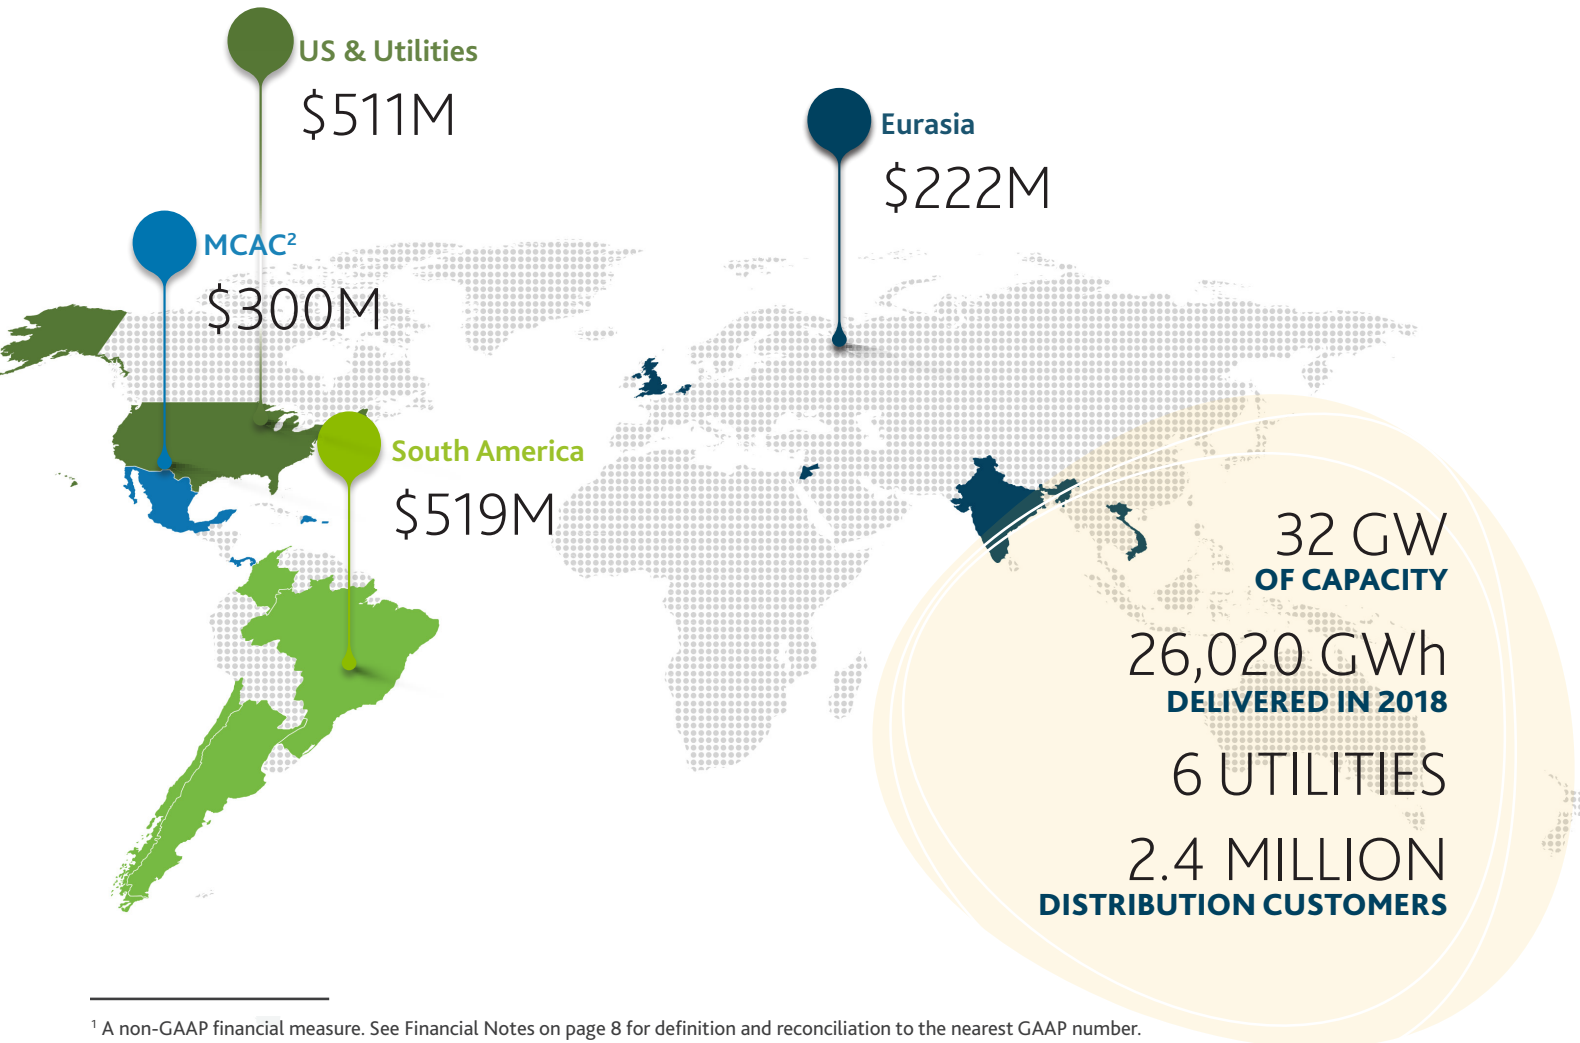 US & Utilities
$511M
Eurasia
$222M
MCAC²
$300M
South America
$519M
32 GW
OF CAPACITY
26,020 GWh
DELIVERED IN 2018
6 UTILITIES
2.4 MILLION
DISTRIBUTION CUSTOMERS
¹ A non-GAAP financial measure. See Financial Notes on page 8 for definition and reconciliation to the nearest GAAP number.